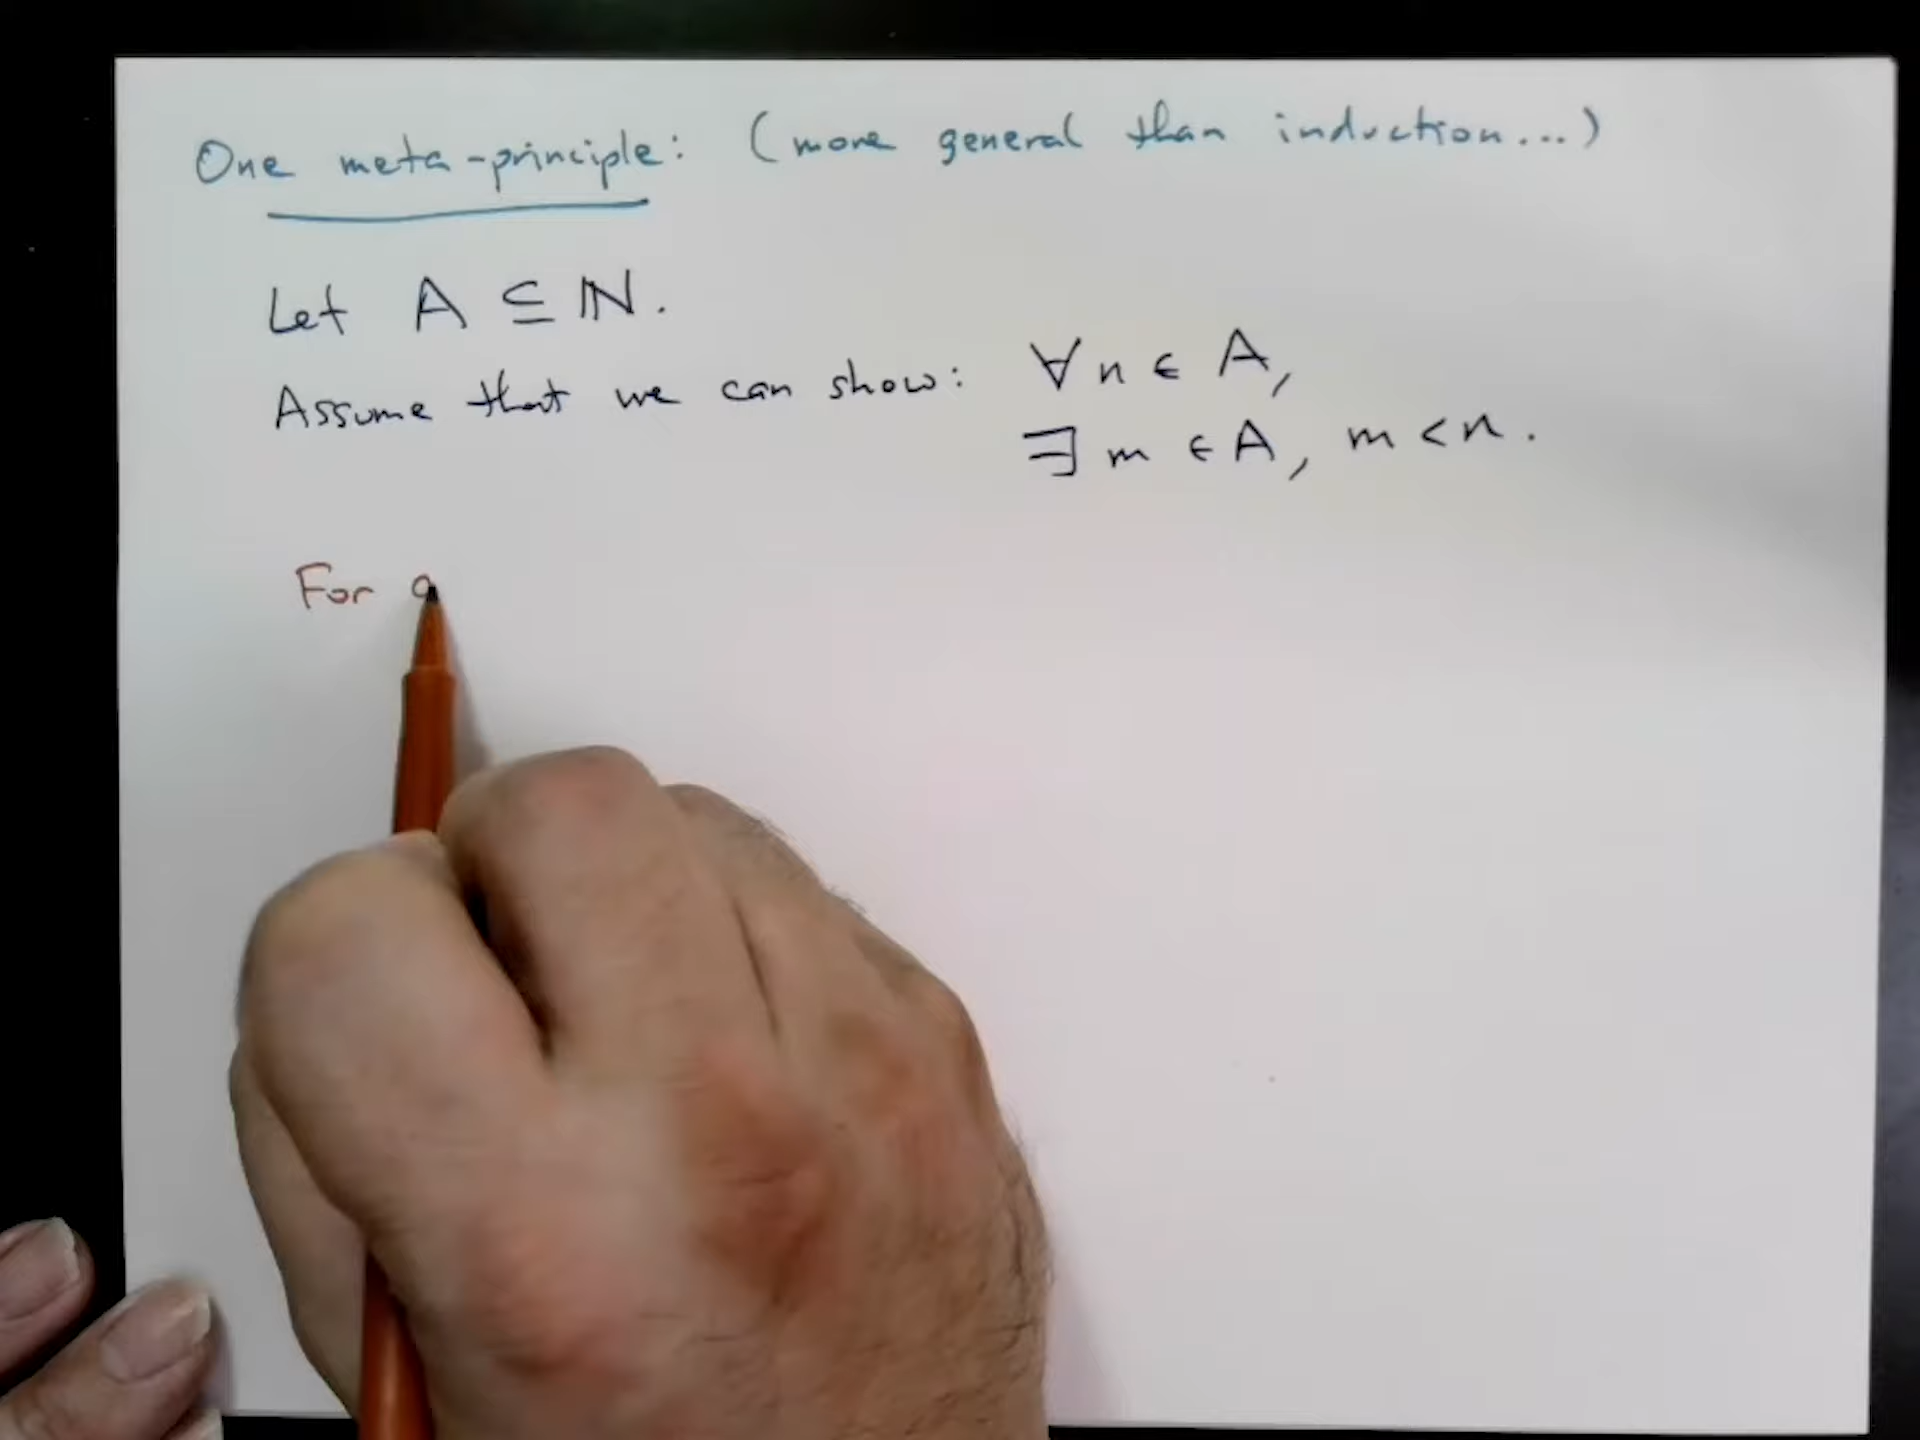 One meta-principle: (more general than induction...)
Let A ⊆ ℕ.
Assume that we can show: ∀ n ∈ A,
∃ m ∈ A, m < n.
For a